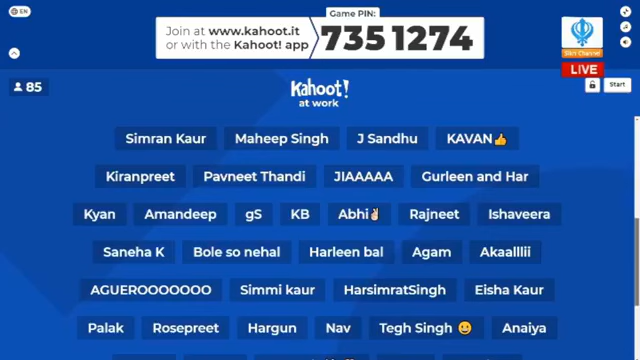 EN
Game PIN:
Join at www.kahoot.it
or with the Kahoot! app
735 1274
Sikh Channel
LIVE
85
Kahoot!
at work
Start
Simran Kaur Maheep Singh J Sandhu KAVAN👍
Kiranpreet Pavneet Thandi JIAAAAA Gurleen and Har
Kyan Amandeep gS KB Abhi✌🏻 Rajneet Ishaveera
Saneha K Bole so nehal Harleen bal Agam Akaalllii
AGUEROOOOOOO Simmi kaur HarsimratSingh Eisha Kaur
Palak Rosepreet Hargun Nav Tegh Singh 😀 Anaiya